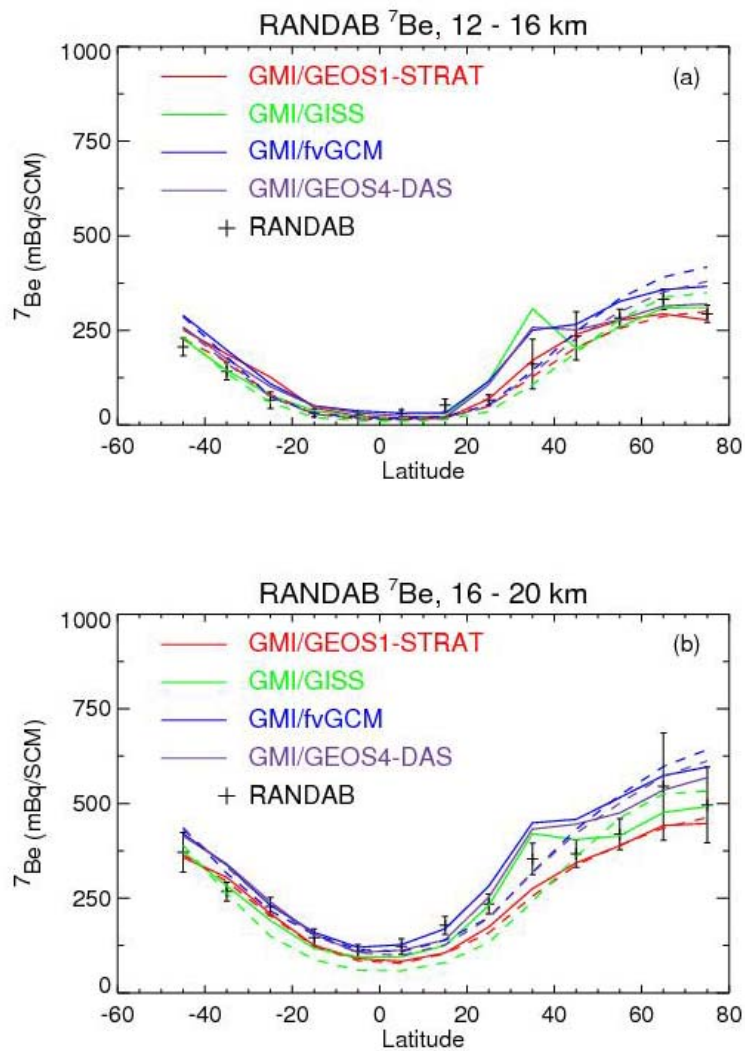 RANDAB ⁷Be, 12 - 16 km
1000
750
500
250
0
⁷Be (mBq/SCM)
GMI/GEOS1-STRAT
GMI/GISS
GMI/fvGCM
GMI/GEOS4-DAS
RANDAB
(a)
-60 -40 -20 0 20 40 60 80
Latitude
RANDAB ⁷Be, 16 - 20 km
1000
750
500
250
0
⁷Be (mBq/SCM)
GMI/GEOS1-STRAT
GMI/GISS
GMI/fvGCM
GMI/GEOS4-DAS
RANDAB
(b)
-60 -40 -20 0 20 40 60 80
Latitude